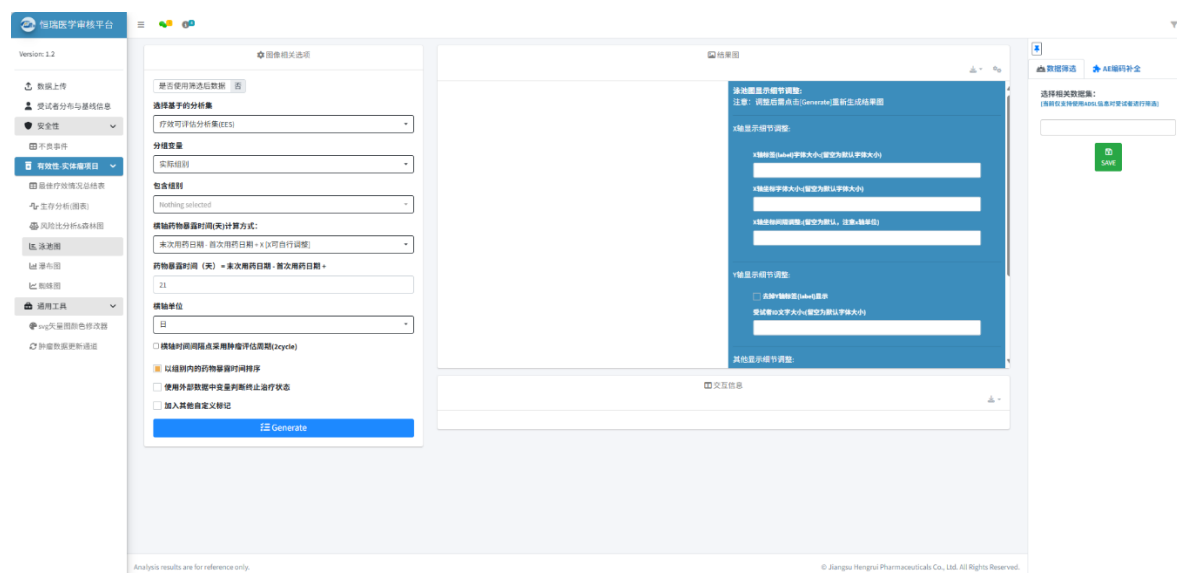 恒瑞医学审核平台
Version: 1.2
数据上传
受试者分布与基线信息
安全性
不良事件
有效性-实体瘤项目
最佳疗效情况总结表
生存分析(图表)
风险比分析&森林图
泳池图
瀑布图
蜘蛛图
通用工具
svg矢量图颜色修改器
肿瘤数据更新通道
图像相关选项
是否使用筛选后数据 否
选择基于的分析集
疗效可评估分析集(EES)
分组变量
实际组别
包含组别
Nothing selected
横轴药物暴露时间(天)计算方式:
末次用药日期 - 首次用药日期 + X [X可自行调整]
药物暴露时间（天）= 末次用药日期 - 首次用药日期 +
21
横轴单位
日
横轴时间间隔点采用肿瘤评估周期(2cycle)
以组别内的药物暴露时间排序
使用外部数据中变量判断终止治疗状态
加入其他自定义标记
Generate
结果图
泳池图显示细节调整:
注意：调整后需点击[Generate]重新生成结果图
X轴显示细节调整:
X轴标签(label)字体大小:(留空为默认字体大小)
X轴坐标字体大小:(留空为默认字体大小)
X轴坐标间隔调整:(留空为默认，注意x轴单位)
Y轴显示细节调整:
去掉Y轴标签(label)显示
受试者ID文字大小:(留空为默认字体大小)
其他显示细节调整:
交互信息
数据筛选
AE编码补全
选择相关数据集:
(当前仅支持使用ADSL信息对受试者进行筛选)
SAVE
Analysis results are for reference only.
© Jiangsu Hengrui Pharmaceuticals Co., Ltd. All Rights Reserved.